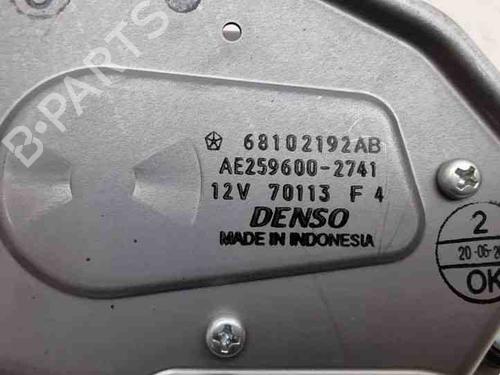 B-PARTS
68102192AB
AE259600-2741
12V 70113 F 4
DENSO
MADE IN INDONESIA
2
OK